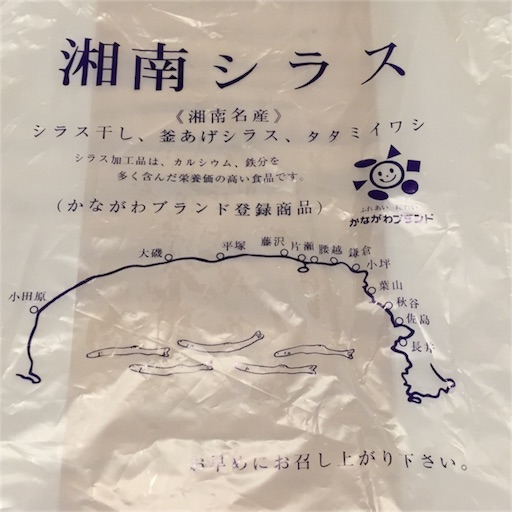 湘南シラス
《湘南名産》
シラス干し、釜あげシラス、タタミイワシ
シラス加工品は、カルシウム、鉄分を
多く含んだ栄養価の高い食品です。
(かながわブランド登録商品)
かながわブランド
小田原
大磯
平塚
藤沢
片瀬
腰越
鎌倉
小坪
葉山
秋谷
佐島
長井
お早めにお召し上がり下さい。